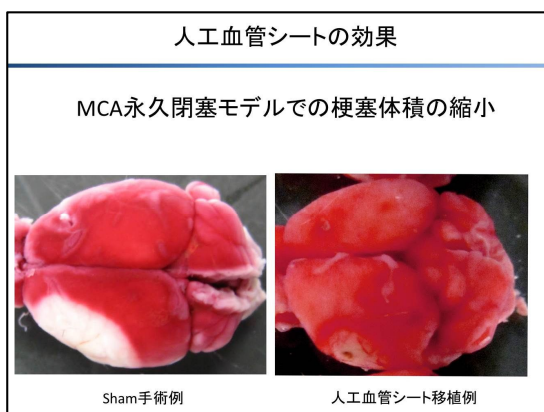 人工血管シートの効果
MCA永久閉塞モデルでの梗塞体積の縮小
Sham手術例
人工血管シート移植例